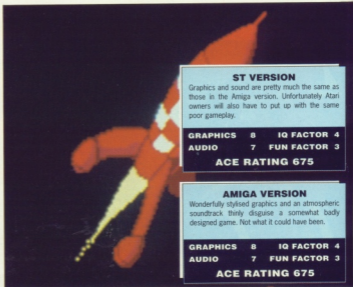 ST VERSION
Graphics and sound are pretty much the same as
those in the Amiga version. Unfortunately Atari
owners will also have to put up with the same
poor gameplay.
GRAPHICS 8 IQ FACTOR 4
AUDIO 7 FUN FACTOR 3
ACE RATING 675
AMIGA VERSION
Wonderfully stylised graphics and an atmospheric
soundtrack thinly disguise a somewhat badly
designed game. Not what it could have been.
GRAPHICS 8 IQ FACTOR 4
AUDIO 7 FUN FACTOR 3
ACE RATING 675